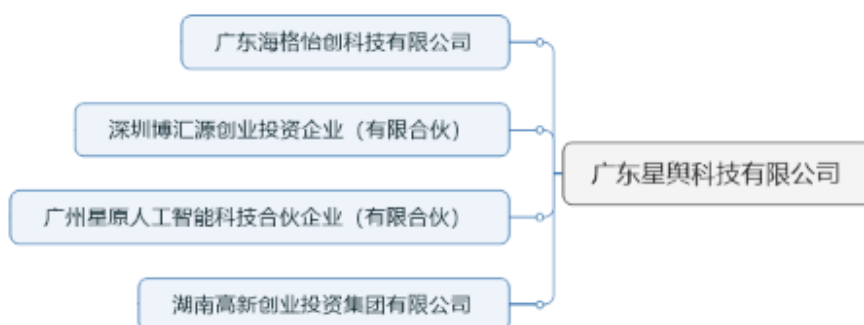 广东海格怡创科技有限公司
深圳博汇源创业投资企业（有限合伙）
广州星原人工智能科技合伙企业（有限合伙）
湖南高新创业投资集团有限公司
广东星舆科技有限公司